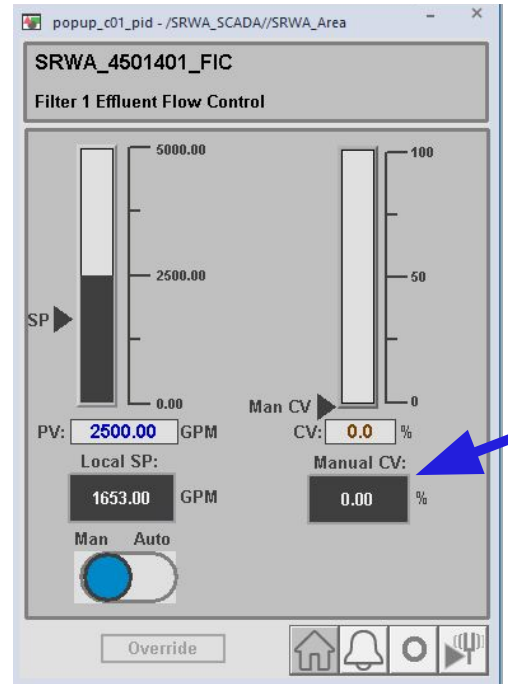 popup_c01_pid - /SRWA_SCADA//SRWA_Area
SRWA_4501401_FIC
Filter 1 Effluent Flow Control
5000.00
2500.00
0.00
SP
100
50
0
Man CV
PV: 2500.00 GPM
CV: 0.0 %
Local SP:
1653.00 GPM
Manual CV:
0.00 %
Man Auto
Override